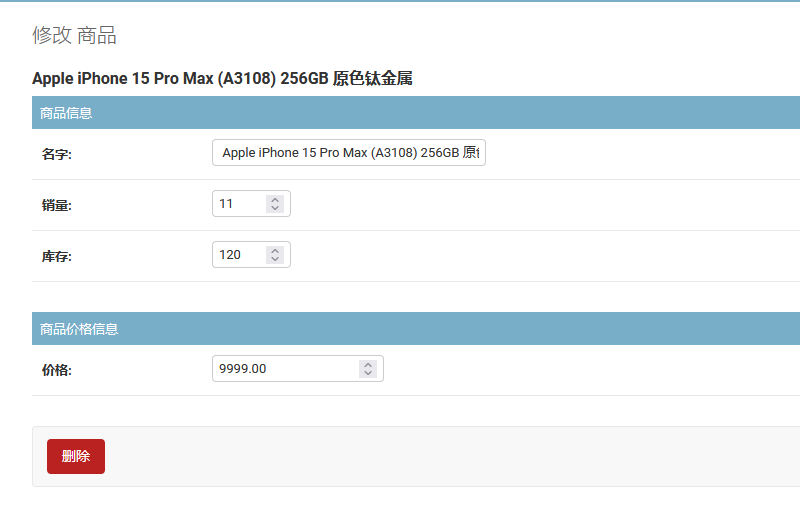 修改 商品
Apple iPhone 15 Pro Max (A3108) 256GB 原色钛金属
商品信息
名字: Apple iPhone 15 Pro Max (A3108) 256GB 原
销量: 11
库存: 120
商品价格信息
价格: 9999.00
删除